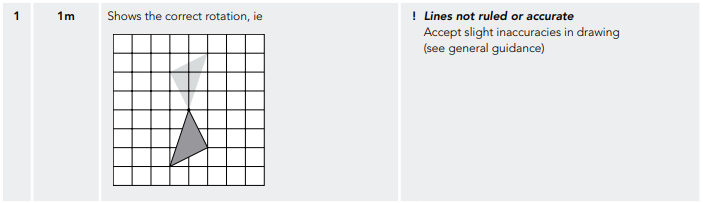 1
1m
Shows the correct rotation, ie
! Lines not ruled or accurate
Accept slight inaccuracies in drawing
(see general guidance)